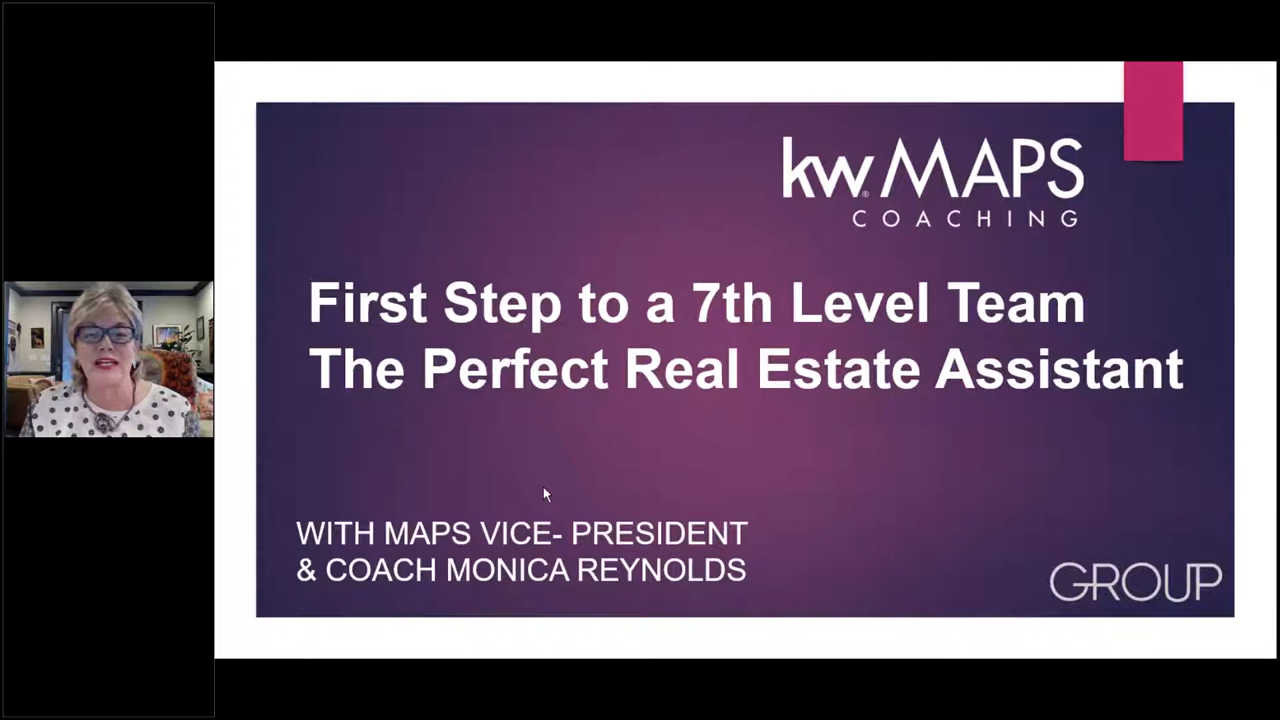 kw® MAPS
COACHING
First Step to a 7th Level Team
The Perfect Real Estate Assistant
WITH MAPS VICE- PRESIDENT
& COACH MONICA REYNOLDS
GROUP